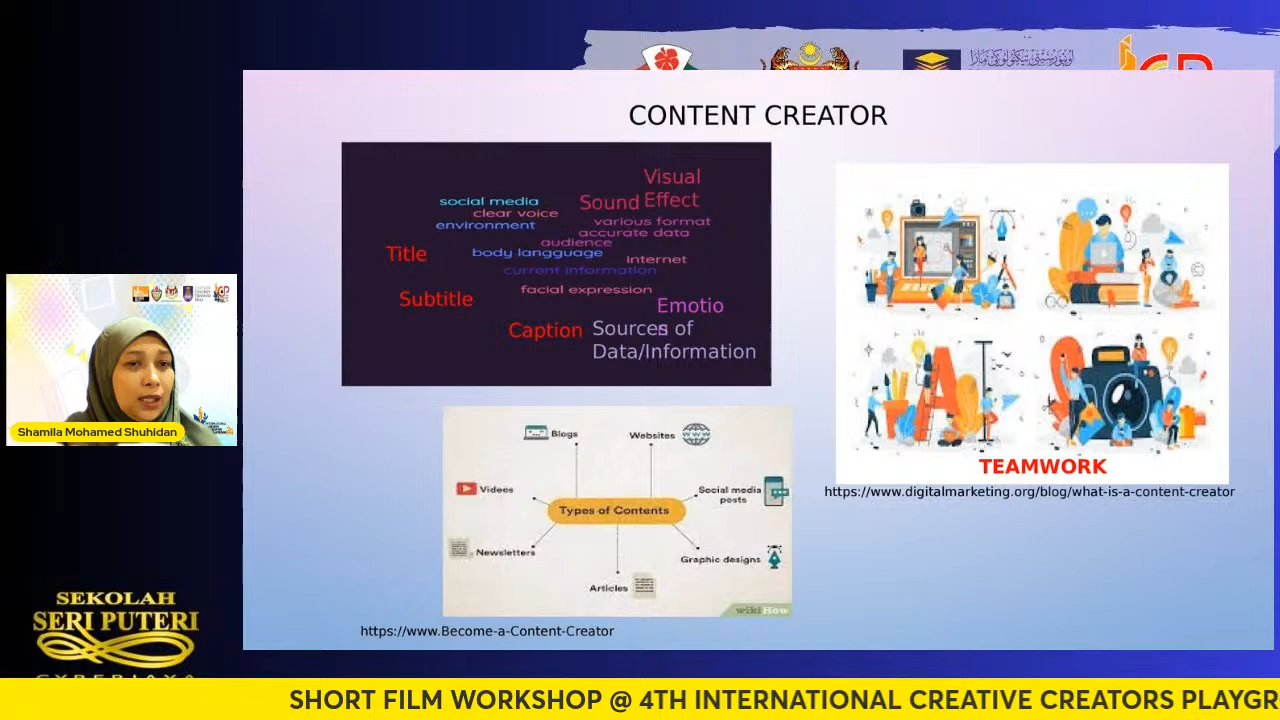 CONTENT CREATOR
Visual
Effect
Sound
social media
clear voice
environment
various format
accurate data
audience
Title
body langguage
internet
current information
facial expression
Subtitle
Emotio
s
Caption
Sources of
Data/Information
TEAMWORK
https://www.digitalmarketing.org/blog/what-is-a-content-creator
Blogs
Websites
www
Videos
Social media
posts
Types of Contents
Newsletters
Graphic designs
Articles
wikiHow
https://www.Become-a-Content-Creator
Shamila Mohamed Shuhidan
SEKOLAH
SERI PUTERI
CYBERJAYA
SHORT FILM WORKSHOP @ 4TH INTERNATIONAL CREATIVE CREATORS PLAYGR